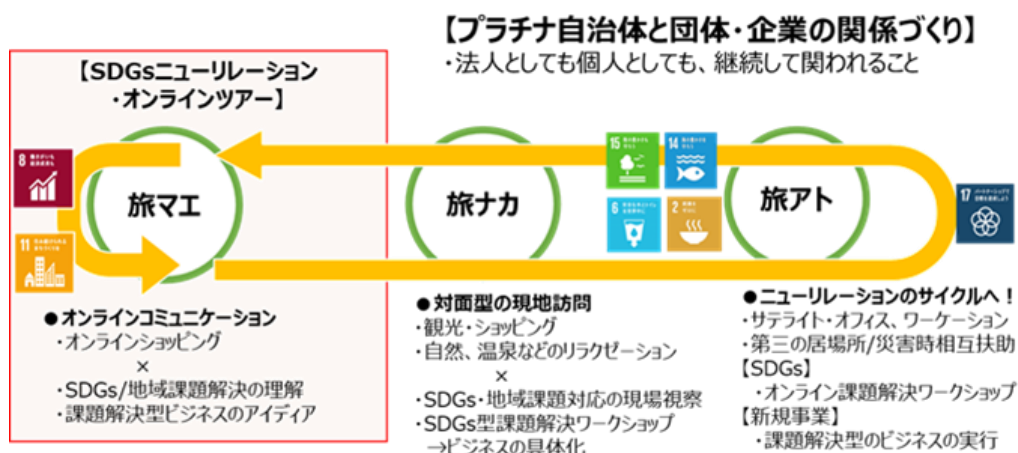 【プラチナ自治体と団体・企業の関係づくり】
・法人としても個人としても、継続して関われること
【SDGsニューリレーション
・オンラインツアー】
8
11
旅マエ
旅ナカ
15
14
6
2
旅アト
17
●オンラインコミュニケーション
・オンラインショッピング
×
・SDGs/地域課題解決の理解
・課題解決型ビジネスのアイディア
●対面型の現地訪問
・観光・ショッピング
・自然、温泉などのリラクゼーション
×
・SDGs・地域課題対応の現場視察
・SDGs型課題解決ワークショップ
→ビジネスの具体化
●ニューリレーションのサイクルへ!
・サテライト・オフィス、ワーケーション
・第三の居場所/災害時相互扶助
【SDGs】
・オンライン課題解決ワークショップ
【新規事業】
・課題解決型のビジネスの実行